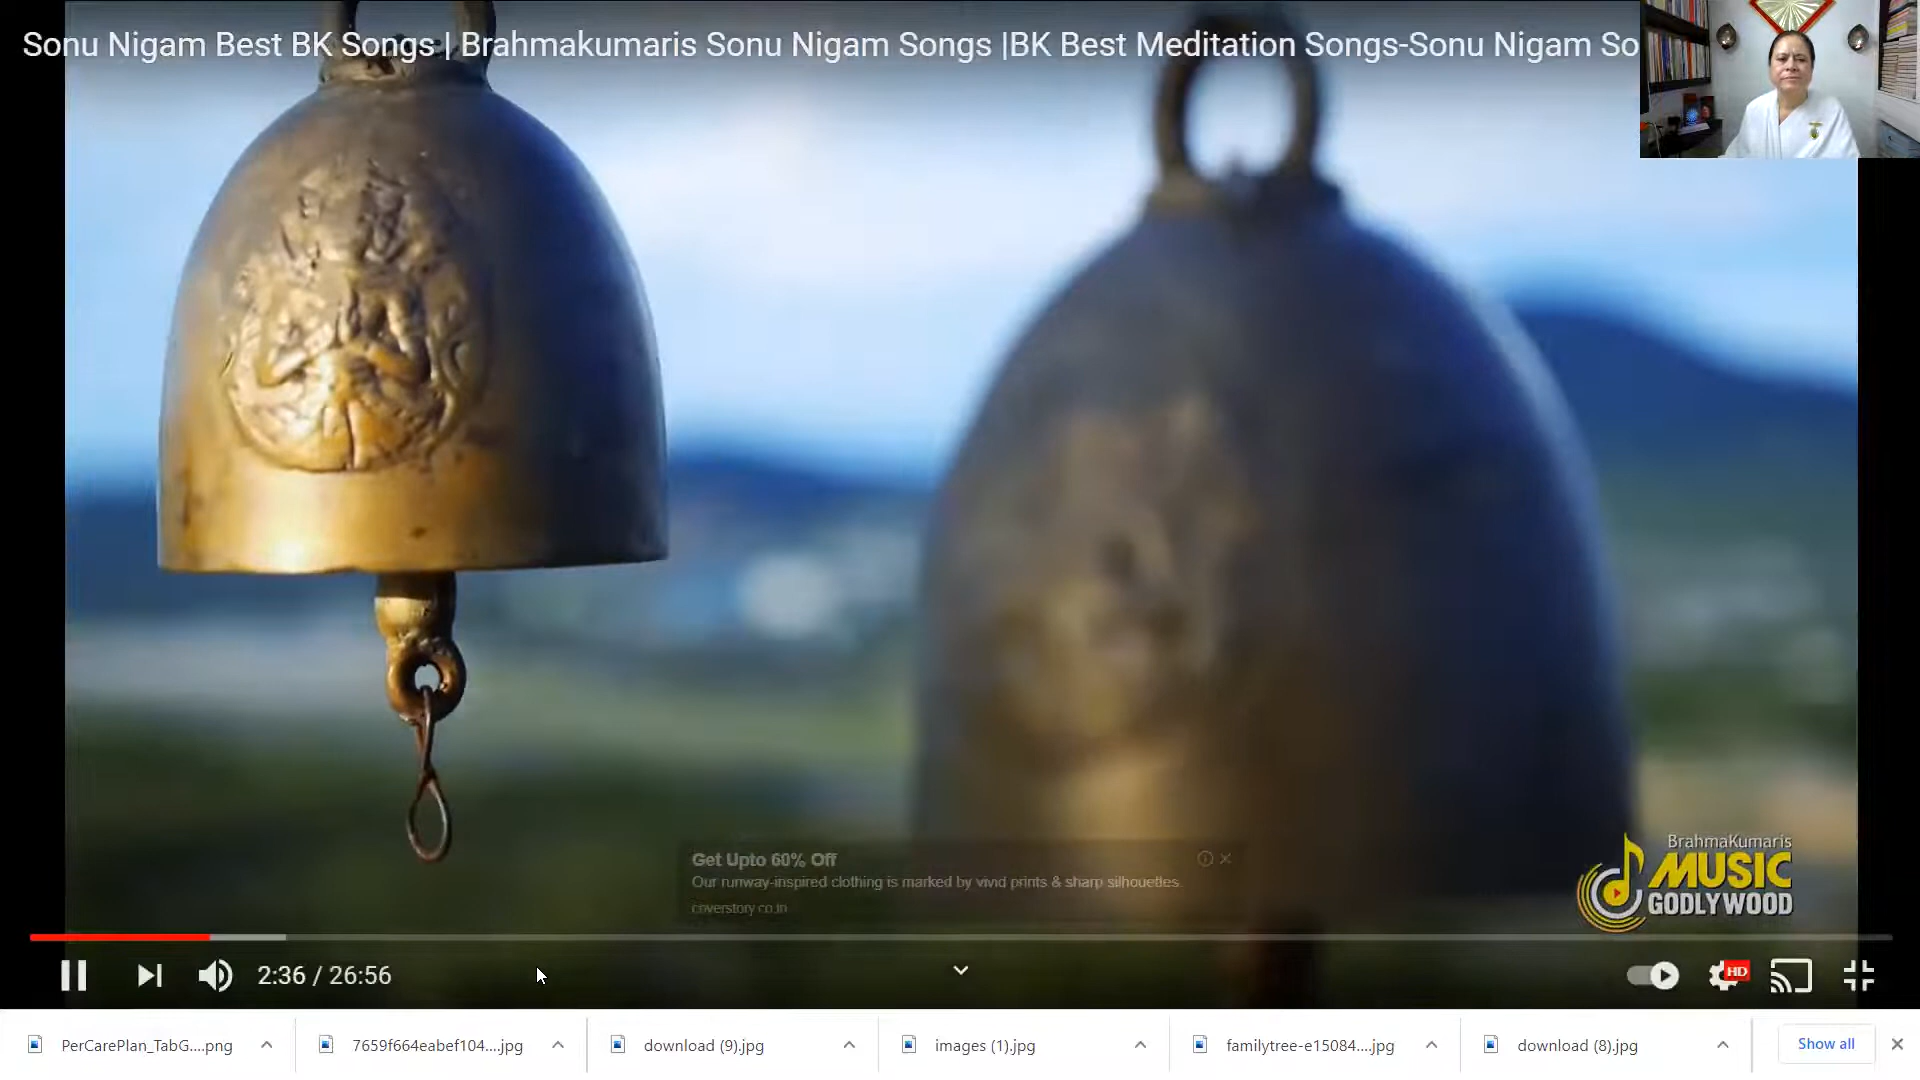 Sonu Nigam Best BK Songs | Brahmakumaris Sonu Nigam Songs |BK Best Meditation Songs-Sonu Nigam So
Get Upto 60% Off
Our runway-inspired clothing is marked by vivid prints & sharp silhouettes.
coverstory.co.in
BrahmaKumaris
MUSIC
GODLYWOOD
2:36 / 26:56
HD
PerCarePlan_TabG....png
7659f664eabef104....jpg
download (9).jpg
images (1).jpg
familytree-e15084....jpg
download (8).jpg
Show all